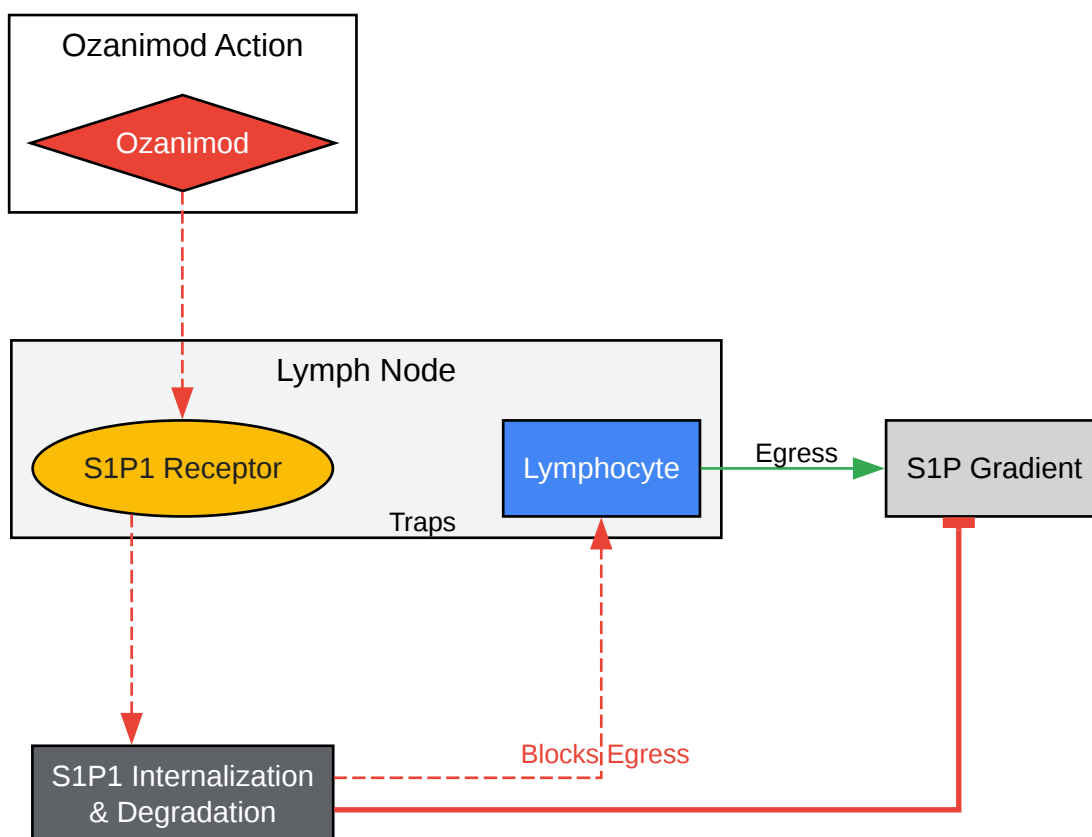 Ozanimod Action
Ozanimod
Lymph Node
S1P1 Receptor
Lymphocyte
Egress
S1P Gradient
Traps
Blocks Egress
S1P1 Internalization
& Degradation